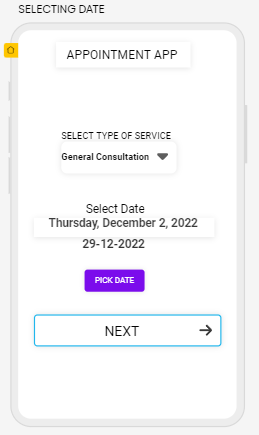 SELECTING DATE
APPOINTMENT APP
SELECT TYPE OF SERVICE
General Consultation
Select Date
Thursday, December 2, 2022
29-12-2022
PICK DATE
NEXT